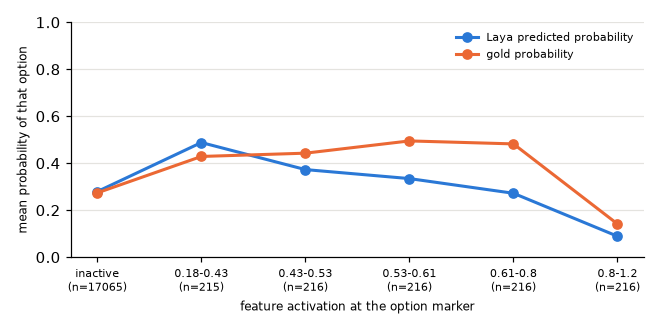 1.0
0.8
0.6
0.4
0.2
0.0
mean probability of that option
Laya predicted probability
gold probability
inactive
(n=17065)
0.18-0.43
(n=215)
0.43-0.53
(n=216)
0.53-0.61
(n=216)
0.61-0.8
(n=216)
0.8-1.2
(n=216)
feature activation at the option marker